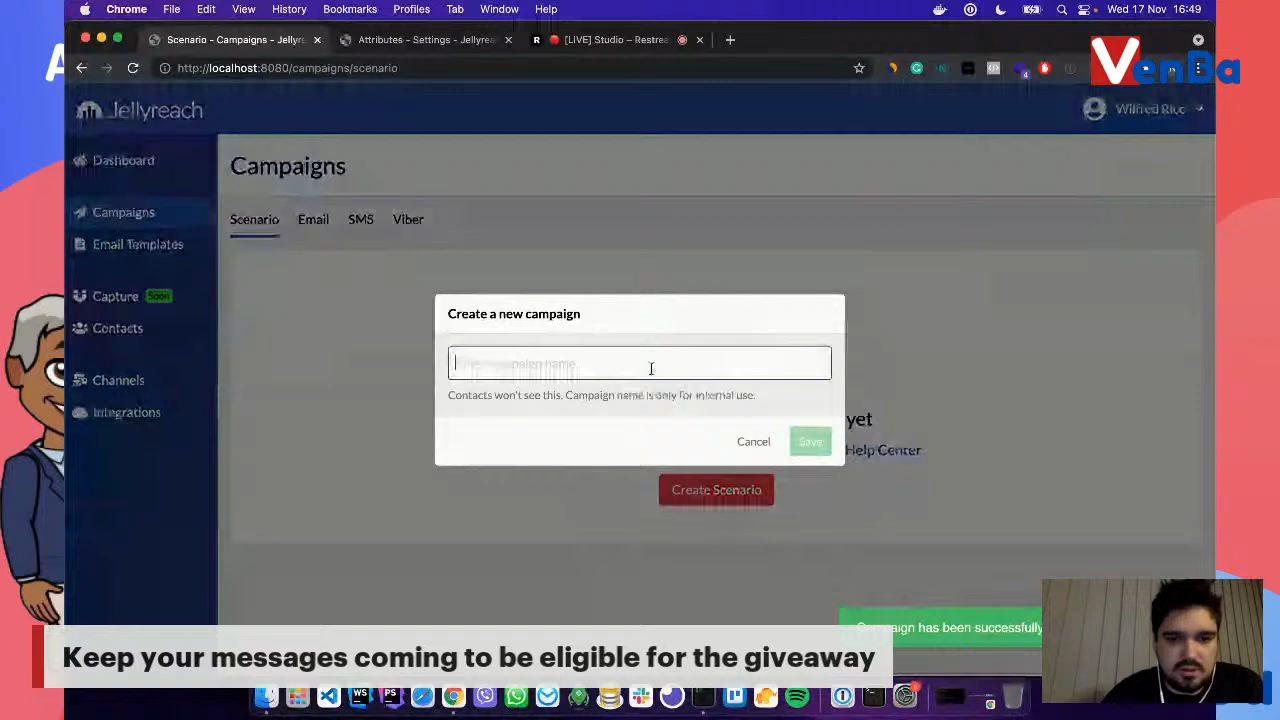 Chrome File Edit View History Bookmarks Profiles Tab Window Help Wed 17 Nov 16:49
Scenario - Campaigns - Jellyre
Attributes - Settings - Jellyrea
R [LIVE] Studio – Restrea
http://localhost:8080/campaigns/scenario
VenBa
Jellyreach
Wilfred Rice
Dashboard
Campaigns
Email Templates
Capture Soon
Contacts
Channels
Integrations
Campaigns
Scenario Email SMS Viber
Create a new campaign
campaign name
Contacts won't see this. Campaign name is only for internal use.
Cancel Save
yet
Help Center
Create Scenario
Campaign has been successfully
Keep your messages coming to be eligible for the giveaway